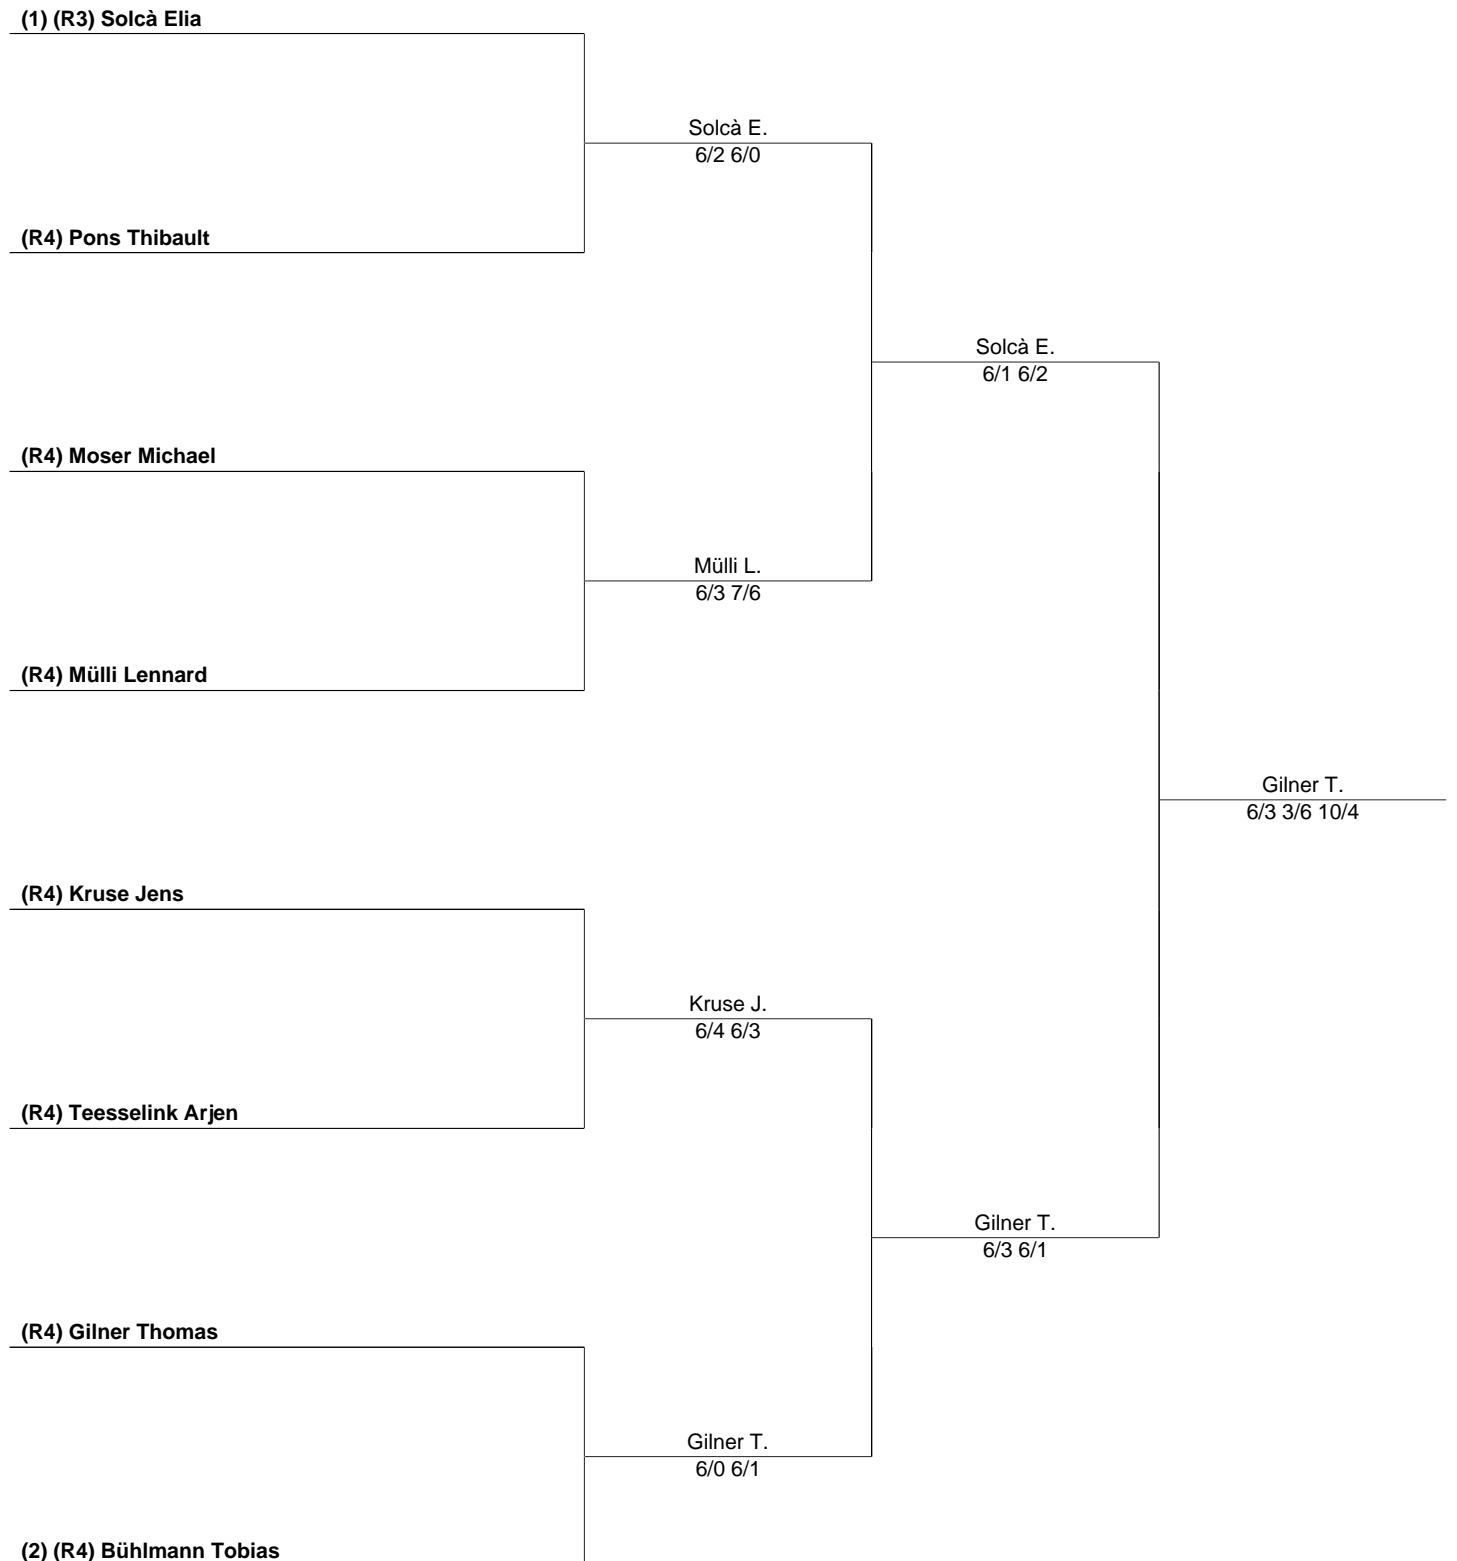 (1) (R3) Solcà Elia
Solcà E.
6/2 6/0
(R4) Pons Thibault
Solcà E.
6/1 6/2
(R4) Moser Michael
Mülli L.
6/3 7/6
(R4) Mülli Lennard
Gilner T.
6/3 3/6 10/4
(R4) Kruse Jens
Kruse J.
6/4 6/3
(R4) Teesselink Arjen
Gilner T.
6/3 6/1
(R4) Gilner Thomas
Gilner T.
6/0 6/1
(2) (R4) Bühlmann Tobias